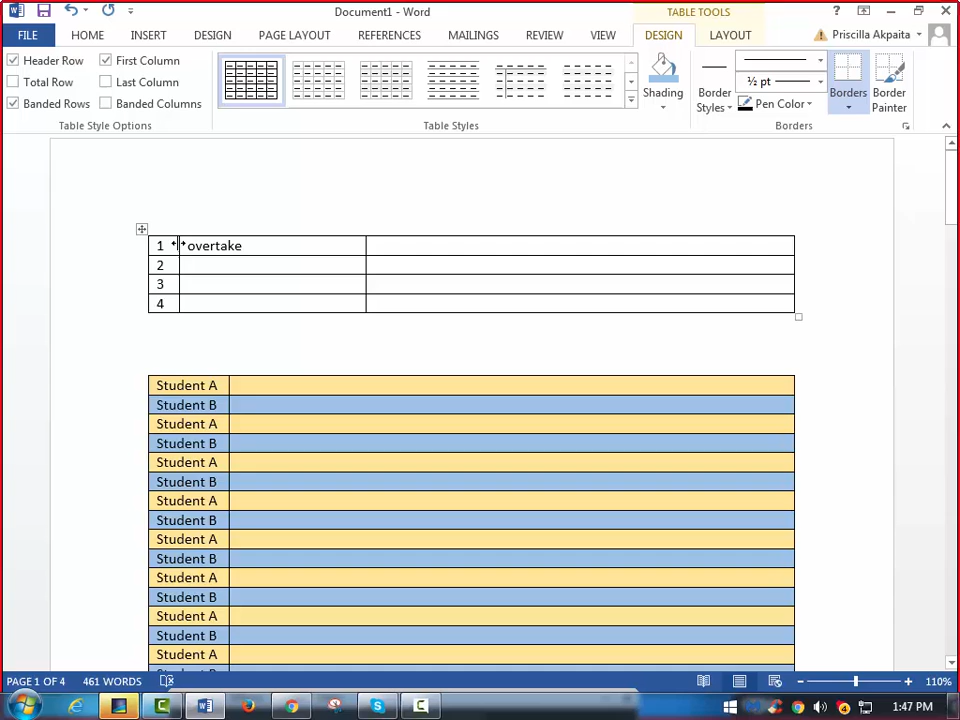 Document1 - Word
TABLE TOOLS
?
FILE
HOME
INSERT
DESIGN
PAGE LAYOUT
REFERENCES
MAILINGS
REVIEW
VIEW
DESIGN
LAYOUT
Priscilla Akpaita
Header Row
First Column
Total Row
Last Column
Banded Rows
Banded Columns
Table Style Options
Table Styles
Shading
Border
Styles
½ pt
Pen Color
Borders
Border
Painter
Borders
1 overtake
2
3
4
Student A
Student B
Student A
Student B
Student A
Student B
Student A
Student B
Student A
Student B
Student A
Student B
Student A
Student B
Student A
PAGE 1 OF 4
461 WORDS
110%
1:47 PM